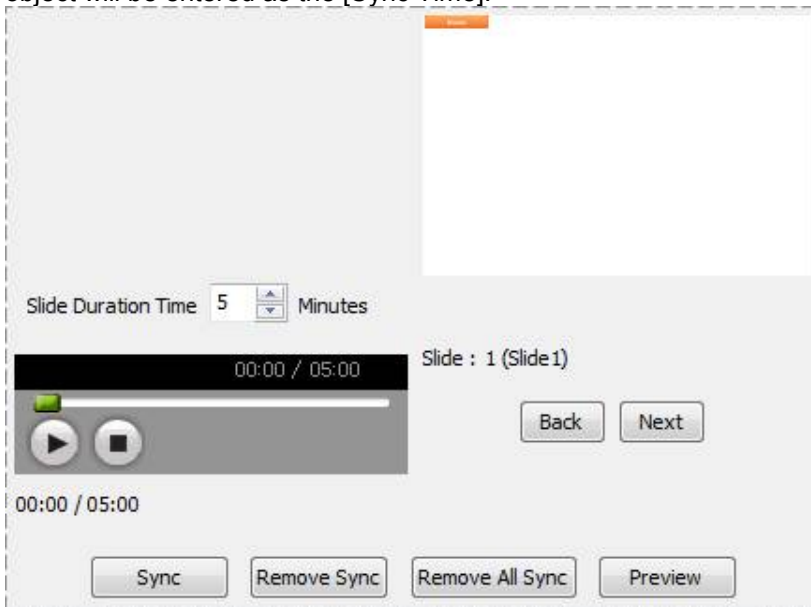 object will be entered as the [Sync Time].
Slide Duration Time 5 Minutes
00:00 / 05:00
Slide : 1 (Slide1)
Back Next
00:00 / 05:00
Sync Remove Sync Remove All Sync Preview